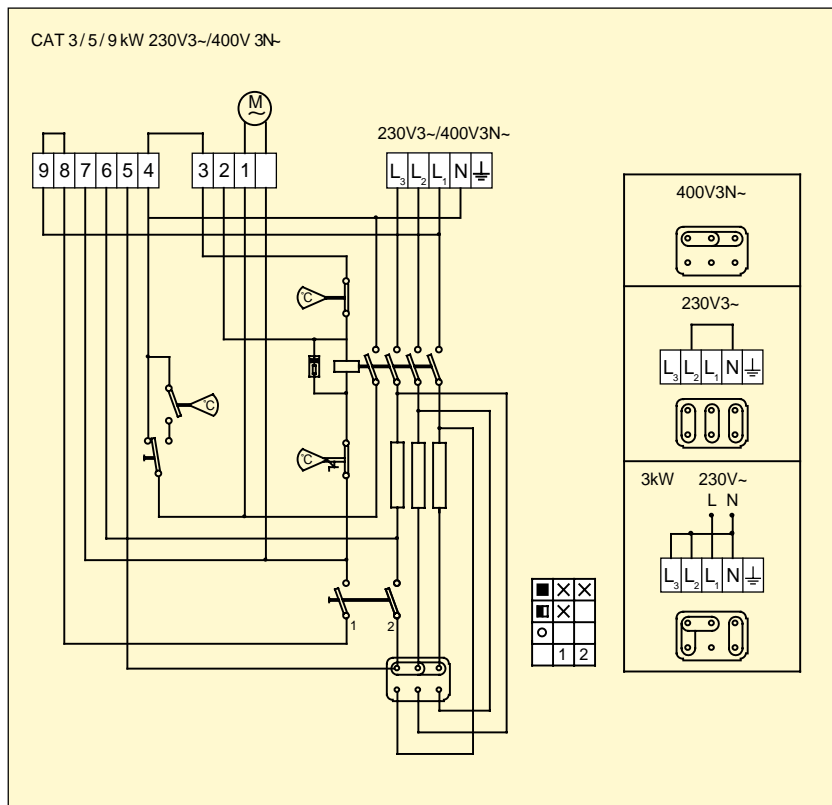 CAT 3 / 5 / 9 kW 230V3~/400V 3N~
M
~
230V3~/400V3N~
9 8 7 6 5 4
3 2 1
L3 L2 L1 N
400V3N~
°C
230V3~
L3 L2 L1 N
°C
°C
3kW 230V~
L N
L3 L2 L1 N
1 2
1 2